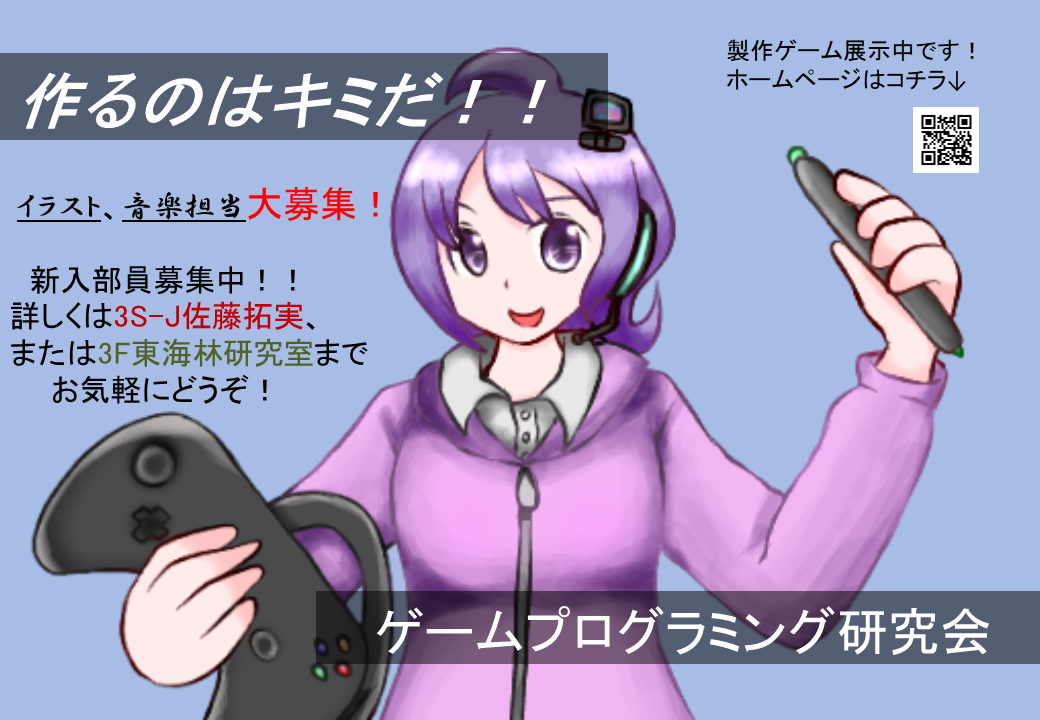 作るのはキミだ！！
製作ゲーム展示中です！
ホームページはコチラ↓
イラスト、音楽担当大募集！
新入部員募集中！！
詳しくは3S-J佐藤拓実、
または3F東海林研究室まで
お気軽にどうぞ！
ゲームプログラミング研究会